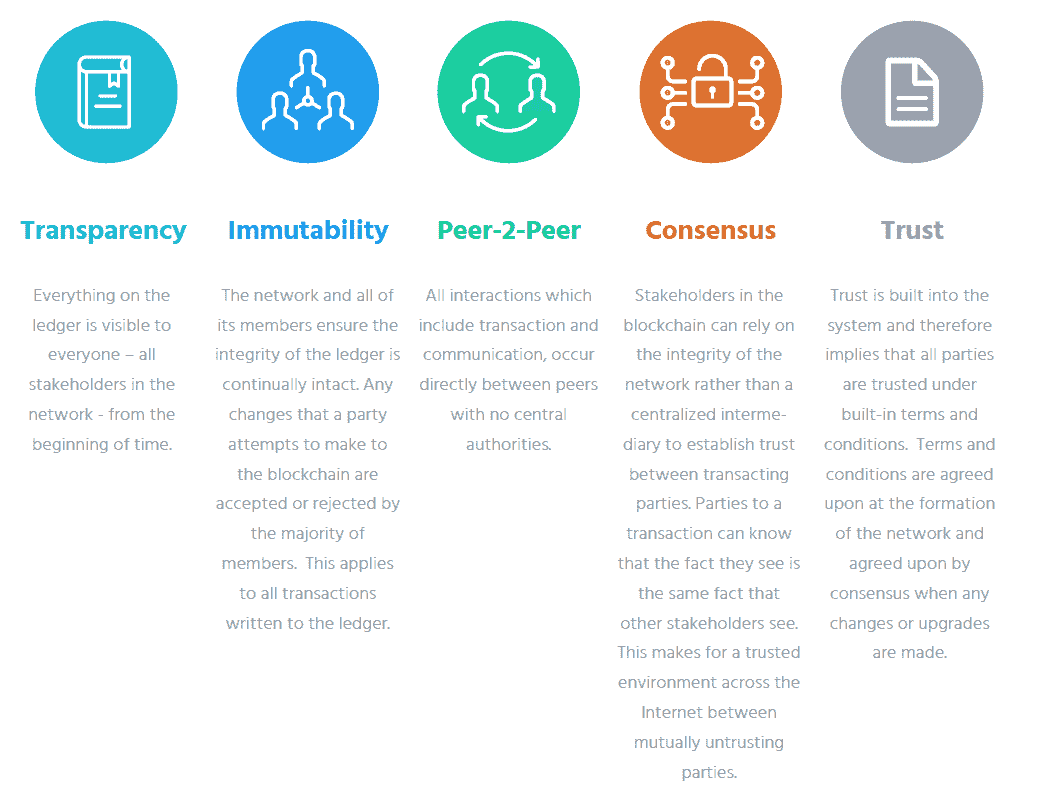 Transparency
Everything on the
ledger is visible to
everyone – all
stakeholders in the
network - from the
beginning of time.
Immutability
The network and all of
its members ensure the
integrity of the ledger is
continually intact. Any
changes that a party
attempts to make to
the blockchain are
accepted or rejected by
the majority of
members.  This applies
to all transactions
written to the ledger.
Peer-2-Peer
All interactions which
include transaction and
communication, occur
directly between peers
with no central
authorities.
Consensus
Stakeholders in the
blockchain can rely on
the integrity of the
network rather than a
centralized interme-
diary to establish trust
between transacting
parties. Parties to a
transaction can know
that the fact they see is
the same fact that
other stakeholders see.
This makes for a trusted
environment across the
Internet between
mutually untrusting
parties.
Trust
Trust is built into the
system and therefore
implies that all parties
are trusted under
built-in terms and
conditions.  Terms and
conditions are agreed
upon at the formation
of the network and
agreed upon by
consensus when any
changes or upgrades
are made.